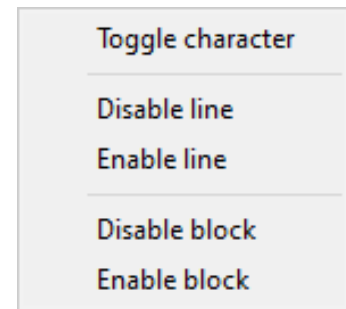 Toggle character
Disable line
Enable line
Disable block
Enable block